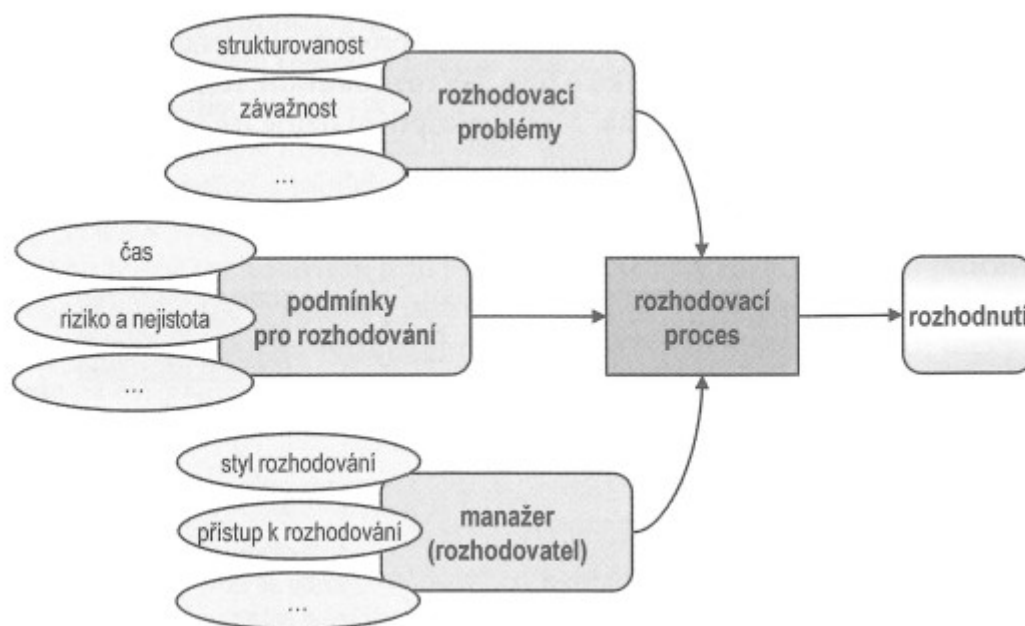 strukturovanost
závažnost
...
rozhodovací
problémy
čas
riziko a nejistota
...
podmínky
pro rozhodování
rozhodovací
proces
rozhodnutí
styl rozhodování
přístup k rozhodování
...
manažer
(rozhodovatel)